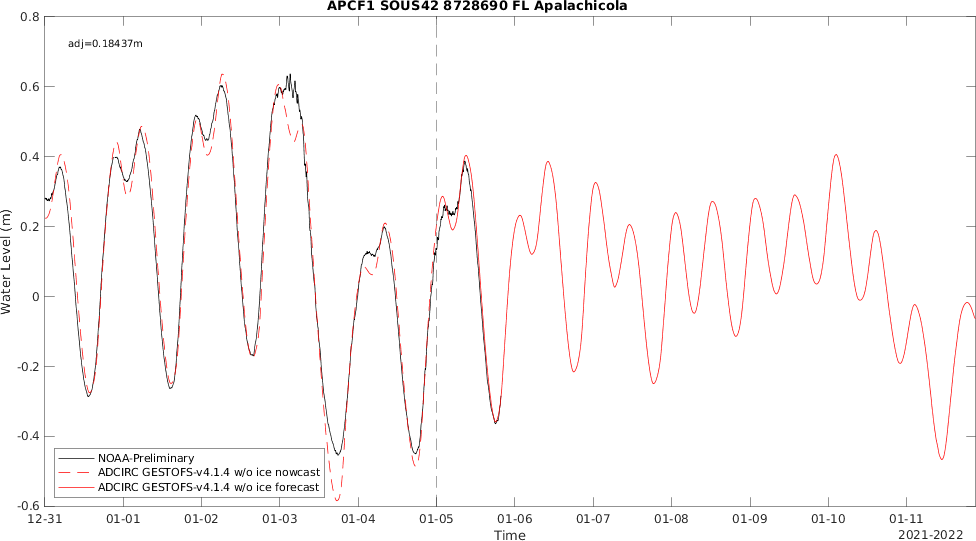 APCF1 SOUS42 8728690 FL Apalachicola
adj=0.18437m
0.8
0.6
0.4
0.2
0
-0.2
-0.4
-0.6
Water Level (m)
NOAA-Preliminary
ADCIRC GESTOFS-v4.1.4 w/o ice nowcast
ADCIRC GESTOFS-v4.1.4 w/o ice forecast
12-31 01-01 01-02 01-03 01-04 01-05 01-06 01-07 01-08 01-09 01-10 01-11
Time
2021-2022